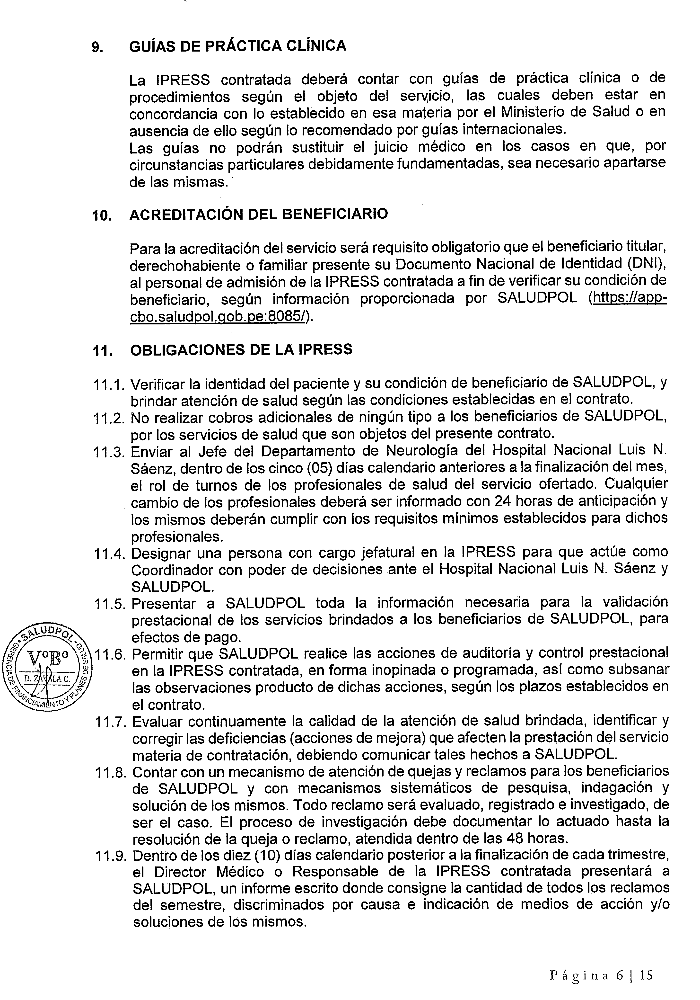 9. GUÍAS DE PRÁCTICA CLÍNICA
La IPRESS contratada deberá contar con guías de práctica clínica o de
procedimientos según el objeto del servicio, las cuales deben estar en
concordancia con lo establecido en esa materia por el Ministerio de Salud o en
ausencia de ello según lo recomendado por guías internacionales.
Las guías no podrán sustituir el juicio médico en los casos en que, por
circunstancias particulares debidamente fundamentadas, sea necesario apartarse
de las mismas.
10. ACREDITACIÓN DEL BENEFICIARIO
Para la acreditación del servicio será requisito obligatorio que el beneficiario titular,
derechohabiente o familiar presente su Documento Nacional de Identidad (DNI),
al personal de admisión de la IPRESS contratada a fin de verificar su condición de
beneficiario, según información proporcionada por SALUDPOL (https://app-
cbo.saludpol.gob.pe:8085/).
11. OBLIGACIONES DE LA IPRESS
11.1. Verificar la identidad del paciente y su condición de beneficiario de SALUDPOL, y
brindar atención de salud según las condiciones establecidas en el contrato.
11.2. No realizar cobros adicionales de ningún tipo a los beneficiarios de SALUDPOL,
por los servicios de salud que son objetos del presente contrato.
11.3. Enviar al Jefe del Departamento de Neurología del Hospital Nacional Luis N.
Sáenz, dentro de los cinco (05) días calendario anteriores a la finalización del mes,
el rol de turnos de los profesionales de salud del servicio ofertado. Cualquier
cambio de los profesionales deberá ser informado con 24 horas de anticipación y
los mismos deberán cumplir con los requisitos mínimos establecidos para dichos
profesionales.
11.4. Designar una persona con cargo jefatural en la IPRESS para que actúe como
Coordinador con poder de decisiones ante el Hospital Nacional Luis N. Sáenz y
SALUDPOL.
11.5. Presentar a SALUDPOL toda la información necesaria para la validación
prestacional de los servicios brindados a los beneficiarios de SALUDPOL, para
efectos de pago.
11.6. Permitir que SALUDPOL realice las acciones de auditoría y control prestacional
en la IPRESS contratada, en forma inopinada o programada, así como subsanar
las observaciones producto de dichas acciones, según los plazos establecidos en
el contrato.
11.7. Evaluar continuamente la calidad de la atención de salud brindada, identificar y
corregir las deficiencias (acciones de mejora) que afecten la prestación del servicio
materia de contratación, debiendo comunicar tales hechos a SALUDPOL.
11.8. Contar con un mecanismo de atención de quejas y reclamos para los beneficiarios
de SALUDPOL y con mecanismos sistemáticos de pesquisa, indagación y
solución de los mismos. Todo reclamo será evaluado, registrado e investigado, de
ser el caso. El proceso de investigación debe documentar lo actuado hasta la
resolución de la queja o reclamo, atendida dentro de las 48 horas.
11.9. Dentro de los diez (10) días calendario posterior a la finalización de cada trimestre,
el Director Médico o Responsable de la IPRESS contratada presentará a
SALUDPOL, un informe escrito donde consigne la cantidad de todos los reclamos
del semestre, discriminados por causa e indicación de medios de acción y/o
soluciones de los mismos.
SALUDPOL
GERENCIA DE FINANCIAMIENTO Y PLANES DE SALUD
VºBº
D. ZAVALA C.
Página 6 | 15